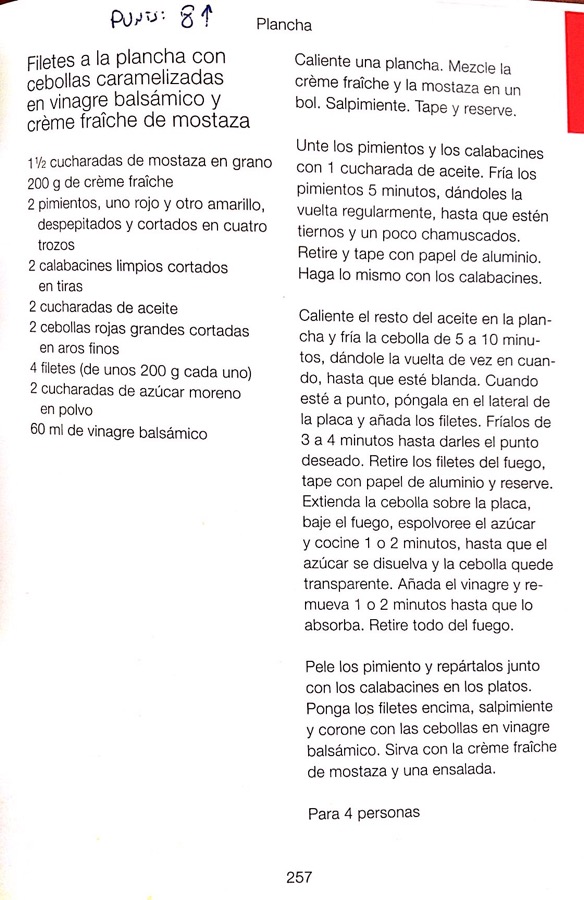 PUNTO: 8↑
Plancha
Filetes a la plancha con
cebollas caramelizadas
en vinagre balsámico y
crème fraîche de mostaza
1½ cucharadas de mostaza en grano
200 g de crème fraîche
2 pimientos, uno rojo y otro amarillo,
despepitados y cortados en cuatro
trozos
2 calabacines limpios cortados
en tiras
2 cucharadas de aceite
2 cebollas rojas grandes cortadas
en aros finos
4 filetes (de unos 200 g cada uno)
2 cucharadas de azúcar moreno
en polvo
60 ml de vinagre balsámico
Caliente una plancha. Mezcle la
crème fraîche y la mostaza en un
bol. Salpimiente. Tape y reserve.
Unte los pimientos y los calabacines
con 1 cucharada de aceite. Fría los
pimientos 5 minutos, dándoles la
vuelta regularmente, hasta que estén
tiernos y un poco chamuscados.
Retire y tape con papel de aluminio.
Haga lo mismo con los calabacines.
Caliente el resto del aceite en la plan-
cha y fría la cebolla de 5 a 10 minu-
tos, dándole la vuelta de vez en cuan-
do, hasta que esté blanda. Cuando
esté a punto, póngala en el lateral de
la placa y añada los filetes. Fríalos de
3 a 4 minutos hasta darles el punto
deseado. Retire los filetes del fuego,
tape con papel de aluminio y reserve.
Extienda la cebolla sobre la placa,
baje el fuego, espolvoree el azúcar
y cocine 1 o 2 minutos, hasta que el
azúcar se disuelva y la cebolla quede
transparente. Añada el vinagre y re-
mueva 1 o 2 minutos hasta que lo
absorba. Retire todo del fuego.
Pele los pimiento y repártalos junto
con los calabacines en los platos.
Ponga los filetes encima, salpimiente
y corone con las cebollas en vinagre
balsámico. Sirva con la crème fraîche
de mostaza y una ensalada.
Para 4 personas
257